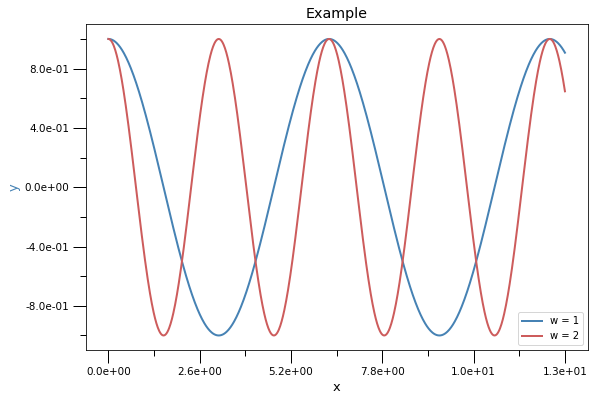 Example
y
8.0e-01
4.0e-01
0.0e+00
-4.0e-01
-8.0e-01
w = 1
w = 2
0.0e+00 2.6e+00 5.2e+00 7.8e+00 1.0e+01 1.3e+01
x